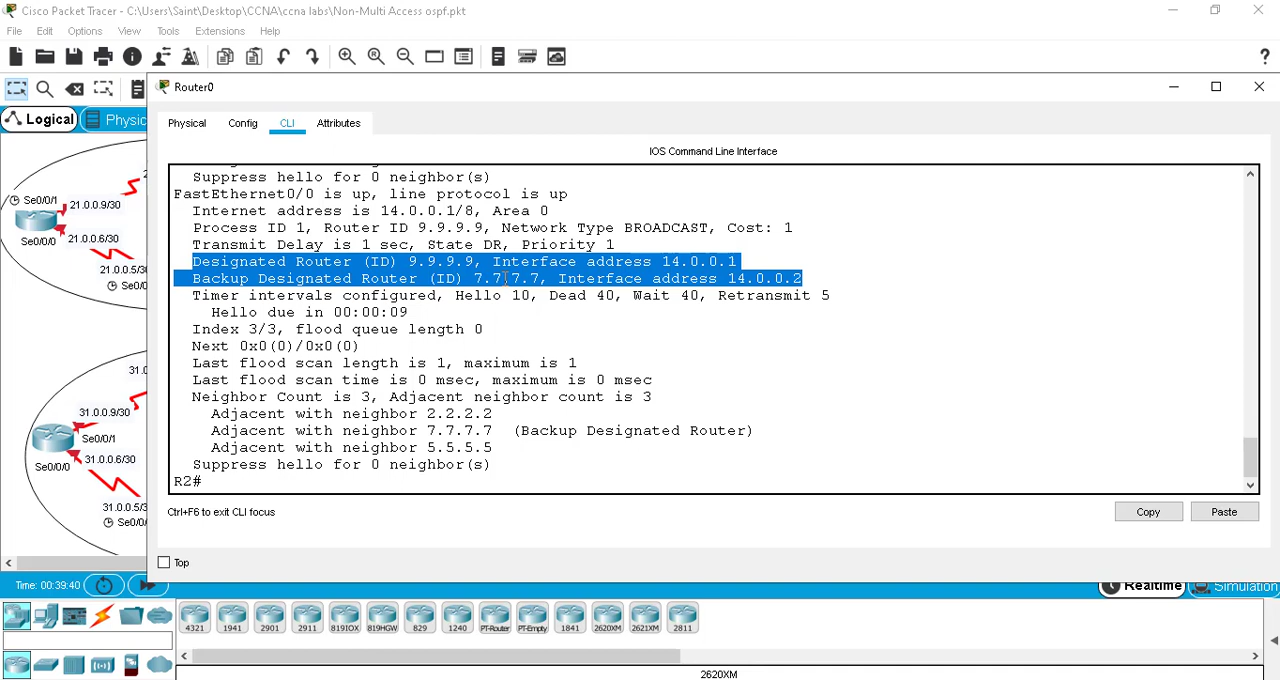 Cisco Packet Tracer - C:\Users\Saint\Desktop\CCNA\ccna labs\Non-Multi Access ospf.pkt
File Edit Options View Tools Extensions Help
?
Router0
Logical
Physic
Physical Config CLI Attributes
IOS Command Line Interface
Suppress hello for 0 neighbor(s)
FastEthernet0/0 is up, line protocol is up
Internet address is 14.0.0.1/8, Area 0
Process ID 1, Router ID 9.9.9.9, Network Type BROADCAST, Cost: 1
Transmit Delay is 1 sec, State DR, Priority 1
Designated Router (ID) 9.9.9.9, Interface address 14.0.0.1
Backup Designated Router (ID) 7.7.7.7, Interface address 14.0.0.2
Timer intervals configured, Hello 10, Dead 40, Wait 40, Retransmit 5
Hello due in 00:00:09
Index 3/3, flood queue length 0
Next 0x0(0)/0x0(0)
Last flood scan length is 1, maximum is 1
Last flood scan time is 0 msec, maximum is 0 msec
Neighbor Count is 3, Adjacent neighbor count is 3
Adjacent with neighbor 2.2.2.2
Adjacent with neighbor 7.7.7.7 (Backup Designated Router)
Adjacent with neighbor 5.5.5.5
Suppress hello for 0 neighbor(s)
R2#
Ctrl+F6 to exit CLI focus
Copy Paste
Top
Se0/0/1
21.0.0.9/30
21.0.0.6/30
Se0/0/0
21.0.0.5/
Se0/
31.0
31.0.0.9/30
Se0/0/1
31.0.0.6/30
Se0/0/0
31.0.0.5/3
Se0/0/
Time: 00:39:40
Realtime
Simulation
4321 1941 2901 2911 819IOX 819HGW 829 1240 PT-Router PT-Empty 1841 2620XM 2621XM 2811
2620XM